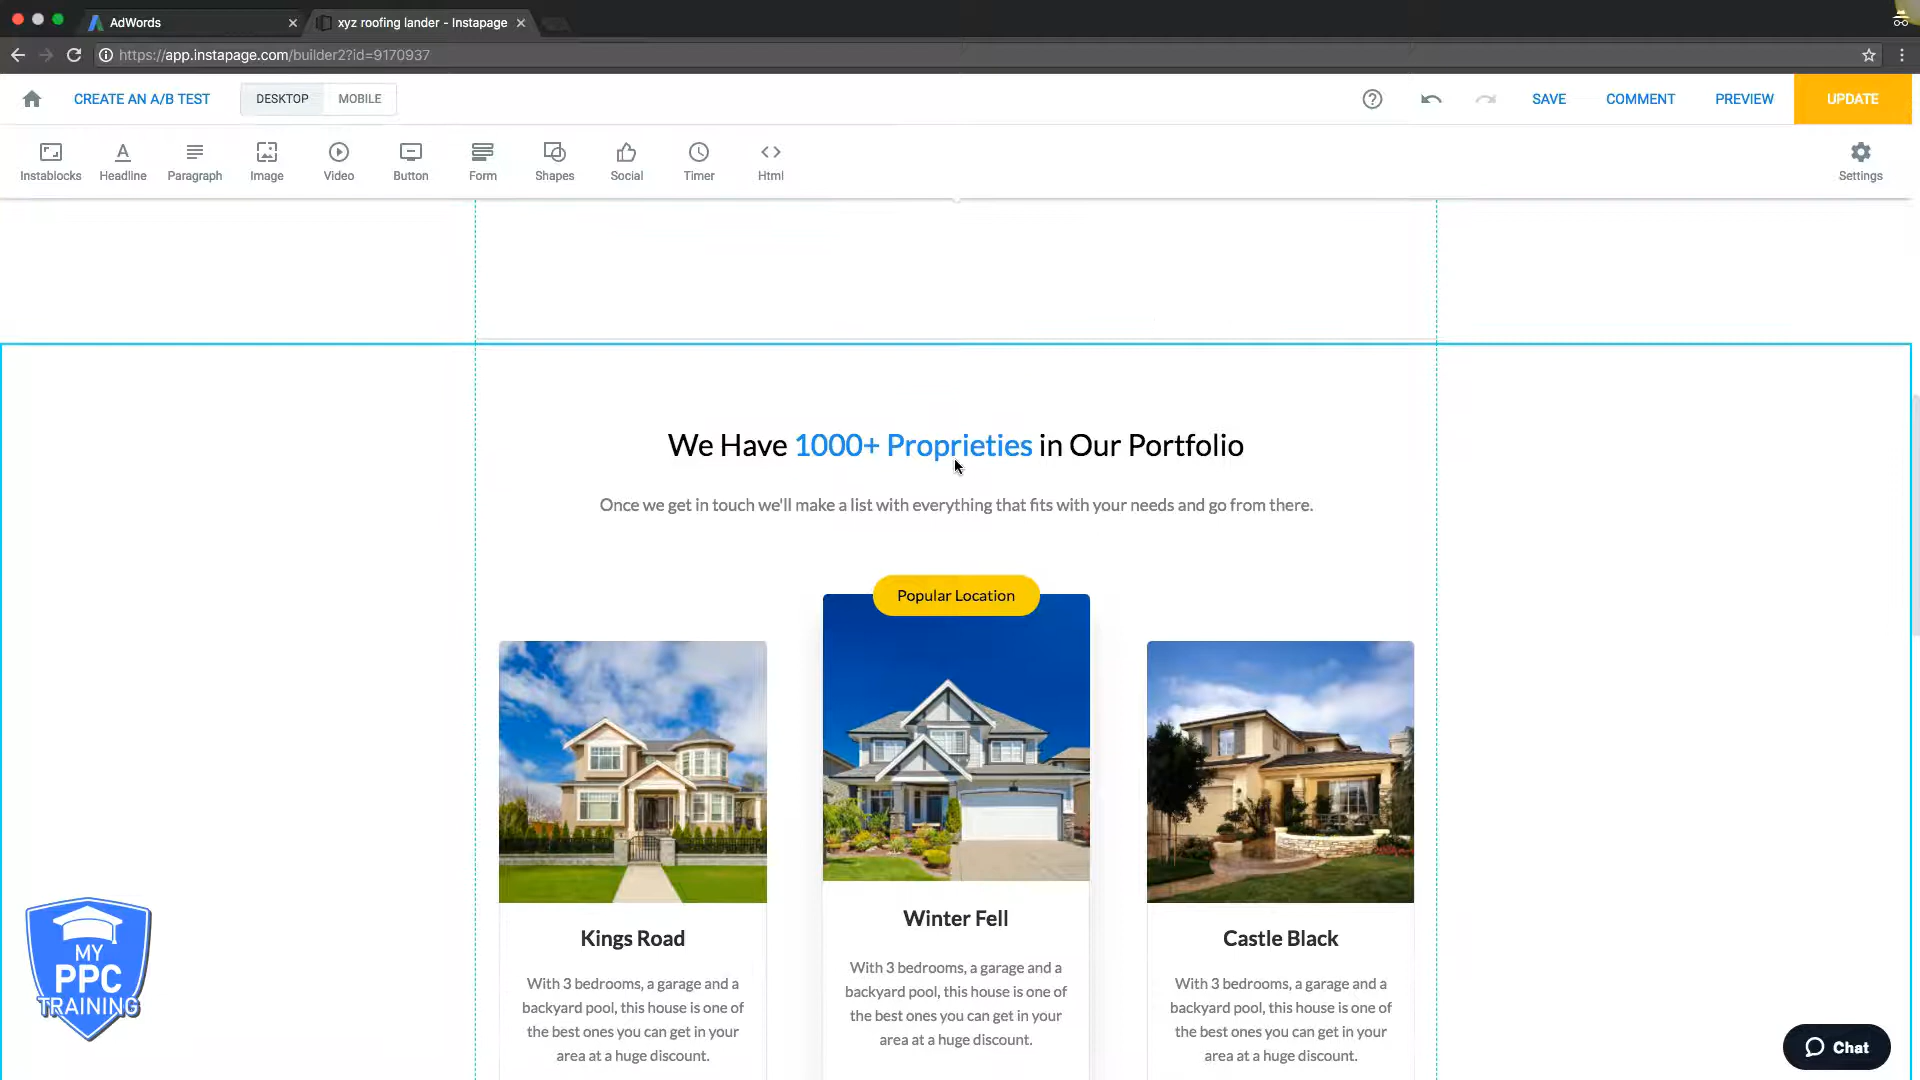 AdWords
xyz roofing lander - Instapage
https://app.instapage.com/builder2?id=9170937
CREATE AN A/B TEST
DESKTOP
MOBILE
SAVE
COMMENT
PREVIEW
UPDATE
Instablocks
Headline
Paragraph
Image
Video
Button
Form
Shapes
Social
Timer
Html
Settings
We Have 1000+ Proprieties in Our Portfolio
Once we get in touch we'll make a list with everything that fits with your needs and go from there.
Popular Location
Kings Road
With 3 bedrooms, a garage and a
backyard pool, this house is one of
the best ones you can get in your
area at a huge discount.
Winter Fell
With 3 bedrooms, a garage and a
backyard pool, this house is one of
the best ones you can get in your
area at a huge discount.
Castle Black
With 3 bedrooms, a garage and a
backyard pool, this house is one of
the best ones you can get in your
area at a huge discount.
MY
PPC
TRAINING
Chat